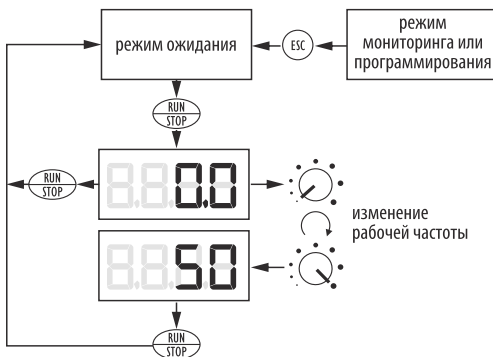 режим ожидания
ESC
режим
мониторинга или
программирования
RUN
STOP
RUN
STOP
0.0
изменение
рабочей частоты
50
RUN
STOP